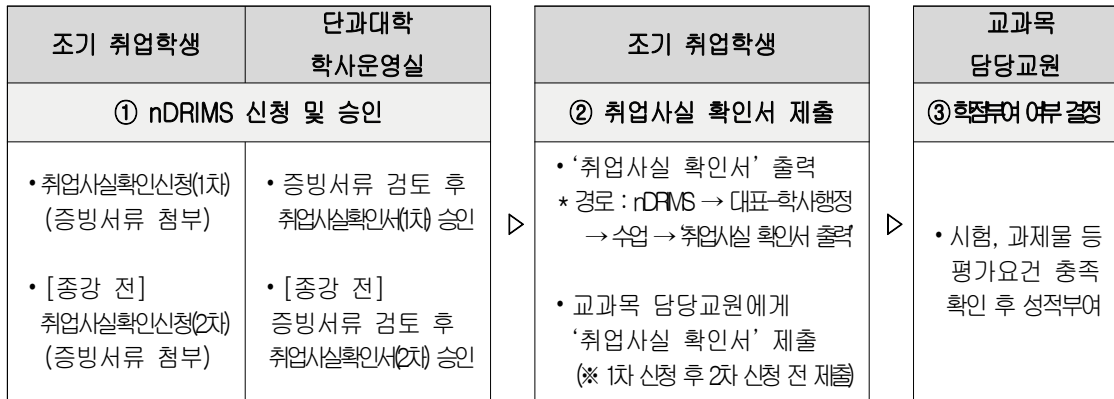 조기 취업학생
단과대학
학사운영실
① nDRIMS 신청 및 승인
• 취업사실확인신청(1차)
(증빙서류 첨부)
• [종강 전]
취업사실확인신청(2차)
(증빙서류 첨부)
• 증빙서류 검토 후
취업사실확인서(1차) 승인
• [종강 전]
증빙서류 검토 후
취업사실확인서(2차) 승인
▷
조기 취업학생
② 취업사실 확인서 제출
• ‘취업사실 확인서’ 출력
* 경로 : nDRIMS → 대표-학사행정
→ 수업 → ‘취업사실 확인서 출력’
• 교과목 담당교원에게
‘취업사실 확인서’ 제출
(※ 1차 신청 후 2차 신청 전 제출)
▷
교과목
담당교원
③ 학점부여 여부 결정
• 시험, 과제물 등
평가요건 충족
확인 후 성적부여